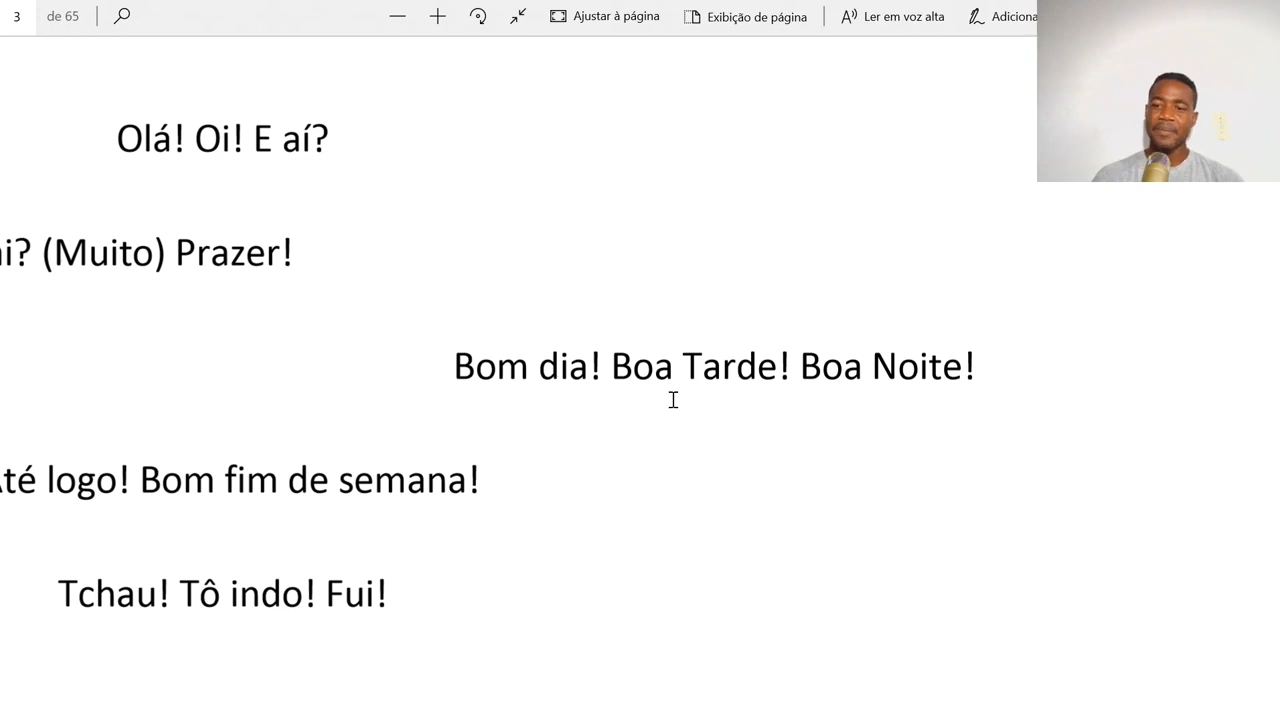 3 de 65 Ajustar à página Exibição de página Ler em voz alta
Olá! Oi! E aí?
(Muito) Prazer!
Bom dia! Boa Tarde! Boa Noite!
logo! Bom fim de semana!
Tchau! Tô indo! Fui!